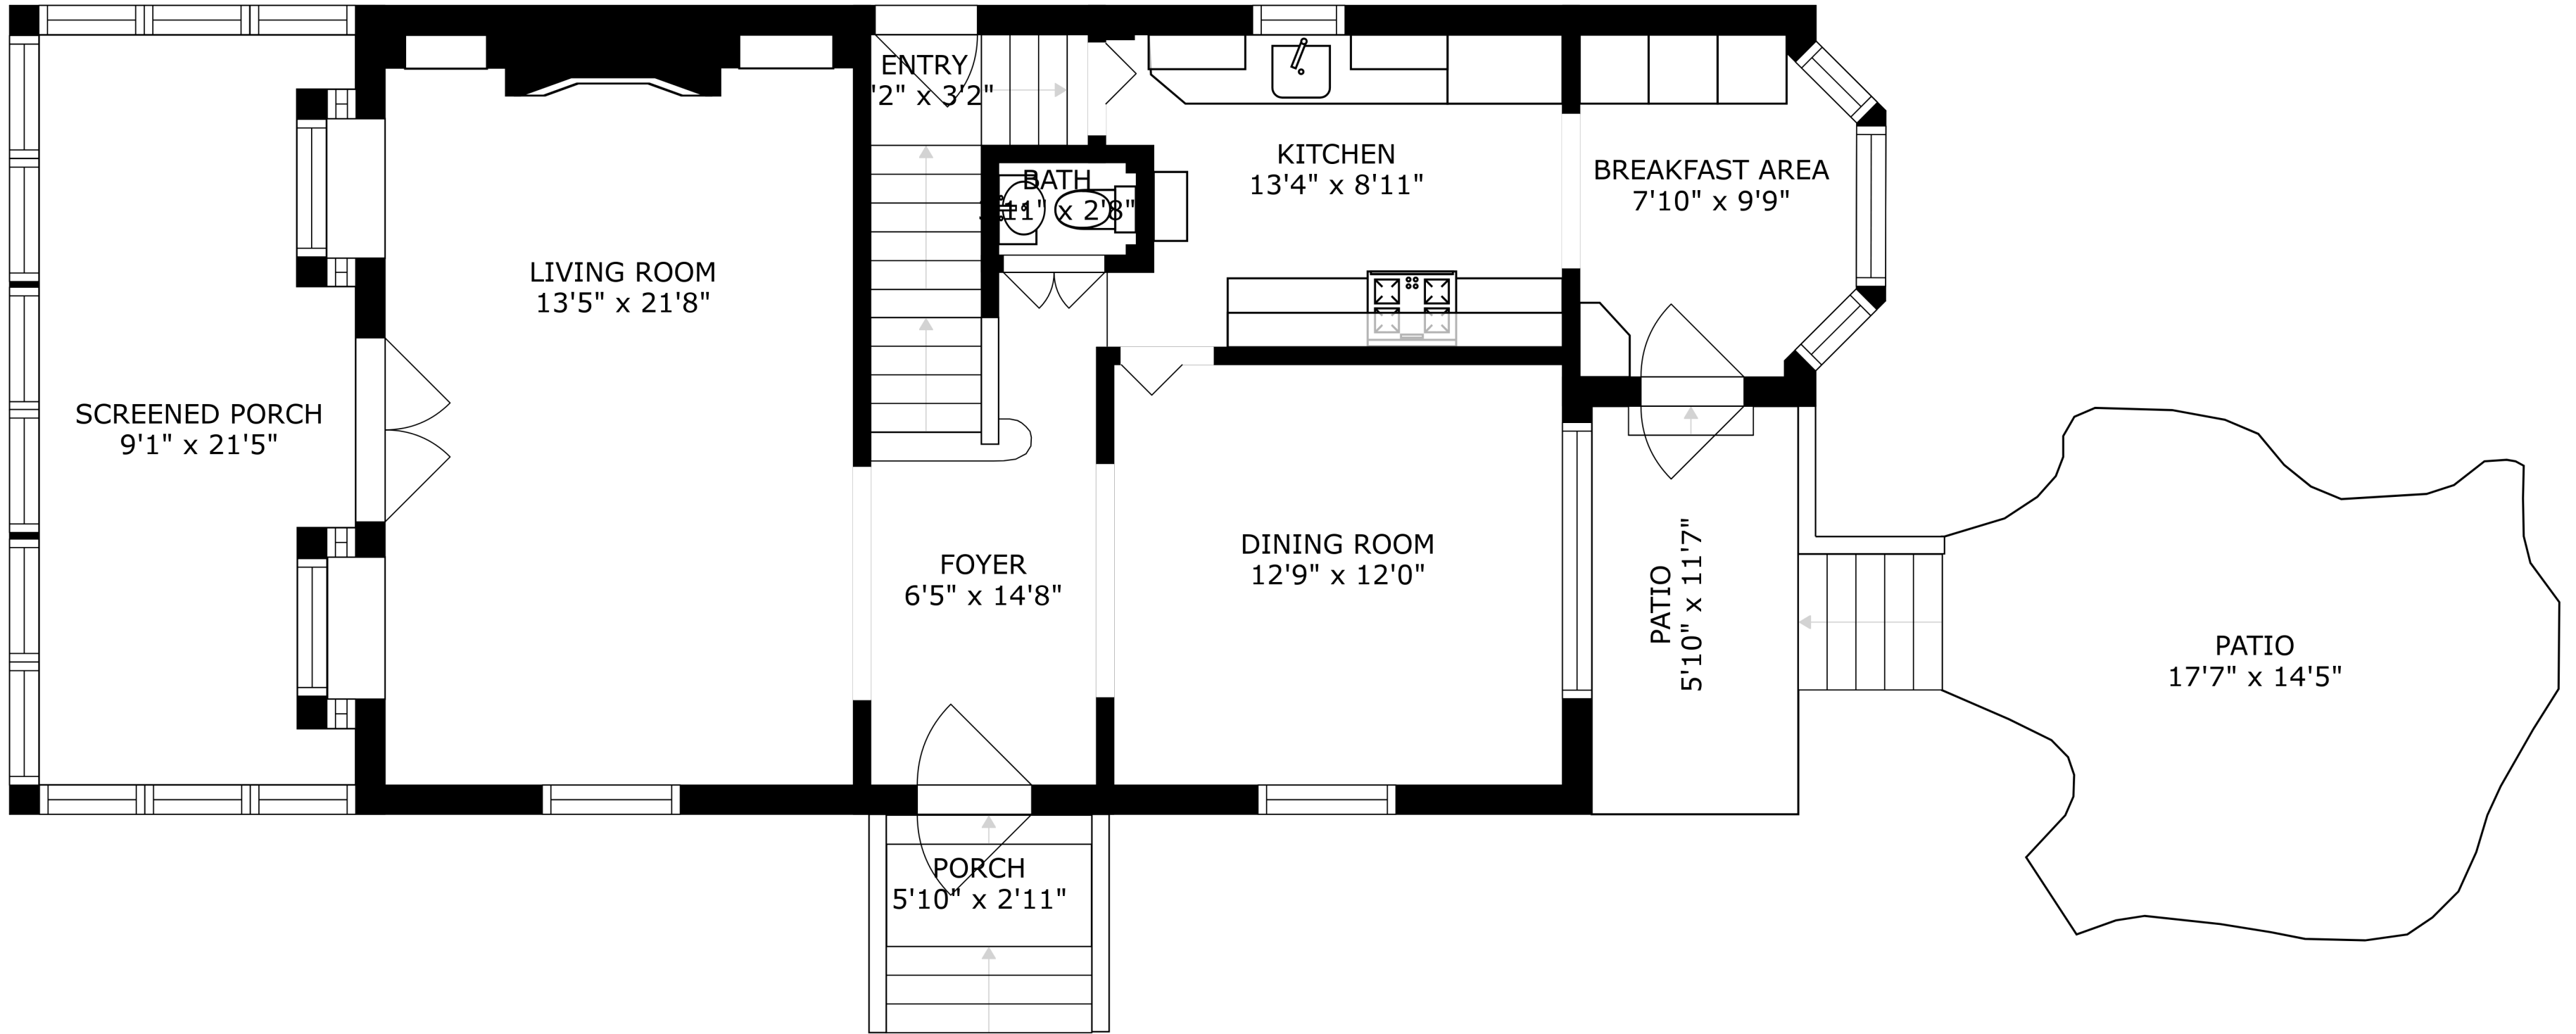 ENTRY
'2" x 3'2"
KITCHEN
13'4" x 8'11"
BREAKFAST AREA
7'10" x 9'9"
BATH
11" x 2'8"
LIVING ROOM
13'5" x 21'8"
SCREENED PORCH
9'1" x 21'5"
FOYER
6'5" x 14'8"
DINING ROOM
12'9" x 12'0"
PATIO
5'10" x 11'7"
PATIO
17'7" x 14'5"
PORCH
5'10" x 2'11"